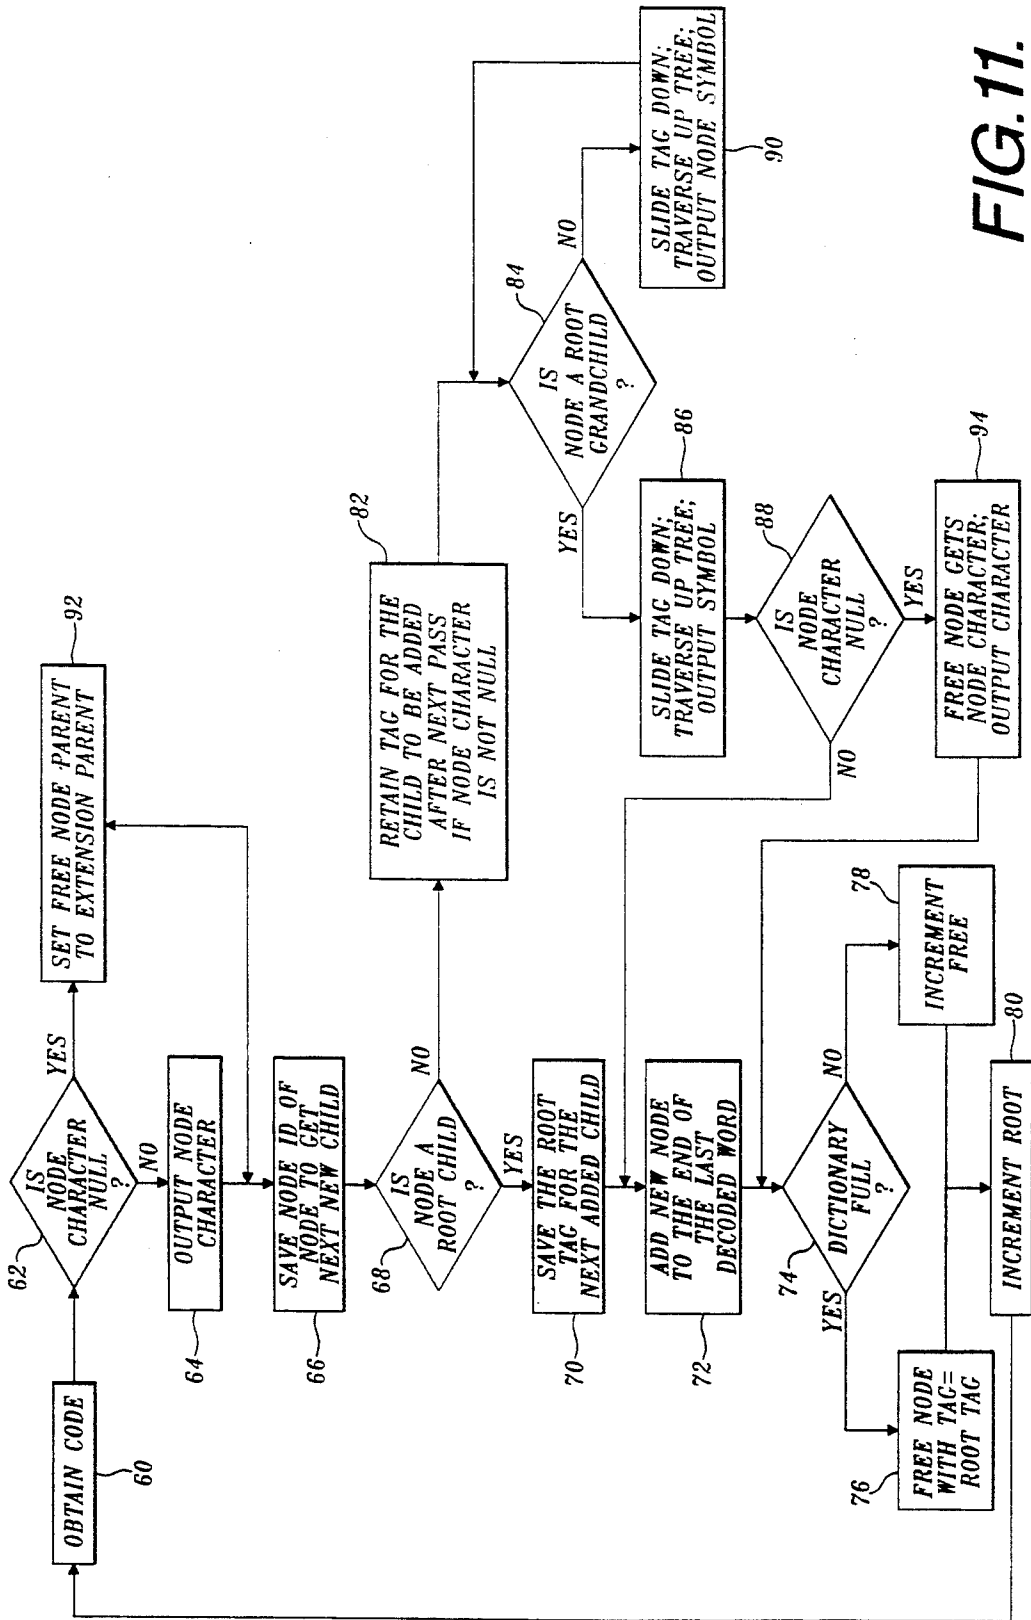 OBTAIN CODE
60
IS
NODE
CHARACTER
NULL
?
62
YES
NO
SET FREE NODE PARENT
TO EXTENSION PARENT
92
OUTPUT NODE
CHARACTER
64
SAVE NODE ID OF
NODE TO GET
NEXT NEW CHILD
66
IS
NODE A
ROOT CHILD
?
68
NO
YES
RETAIN TAG FOR THE
CHILD TO BE ADDED
AFTER NEXT PASS
IF NODE CHARACTER
IS NOT NULL
82
IS
NODE A ROOT
GRANDCHILD
?
84
NO
YES
SLIDE TAG DOWN;
TRAVERSE UP TREE;
OUTPUT NODE SYMBOL
90
SLIDE TAG DOWN;
TRAVERSE UP TREE;
OUTPUT SYMBOL
86
IS
NODE
CHARACTER
NULL
?
88
NO
YES
FREE NODE GETS
NODE CHARACTER;
OUTPUT CHARACTER
94
SAVE THE ROOT
TAG FOR THE
NEXT ADDED CHILD
70
ADD NEW NODE
TO THE END OF
THE LAST
DECODED WORD
72
DICTIONARY
FULL
?
74
YES
NO
FREE NODE
WITH TAG=
ROOT TAG
76
INCREMENT
FREE
78
INCREMENT ROOT
80
FIG.11.